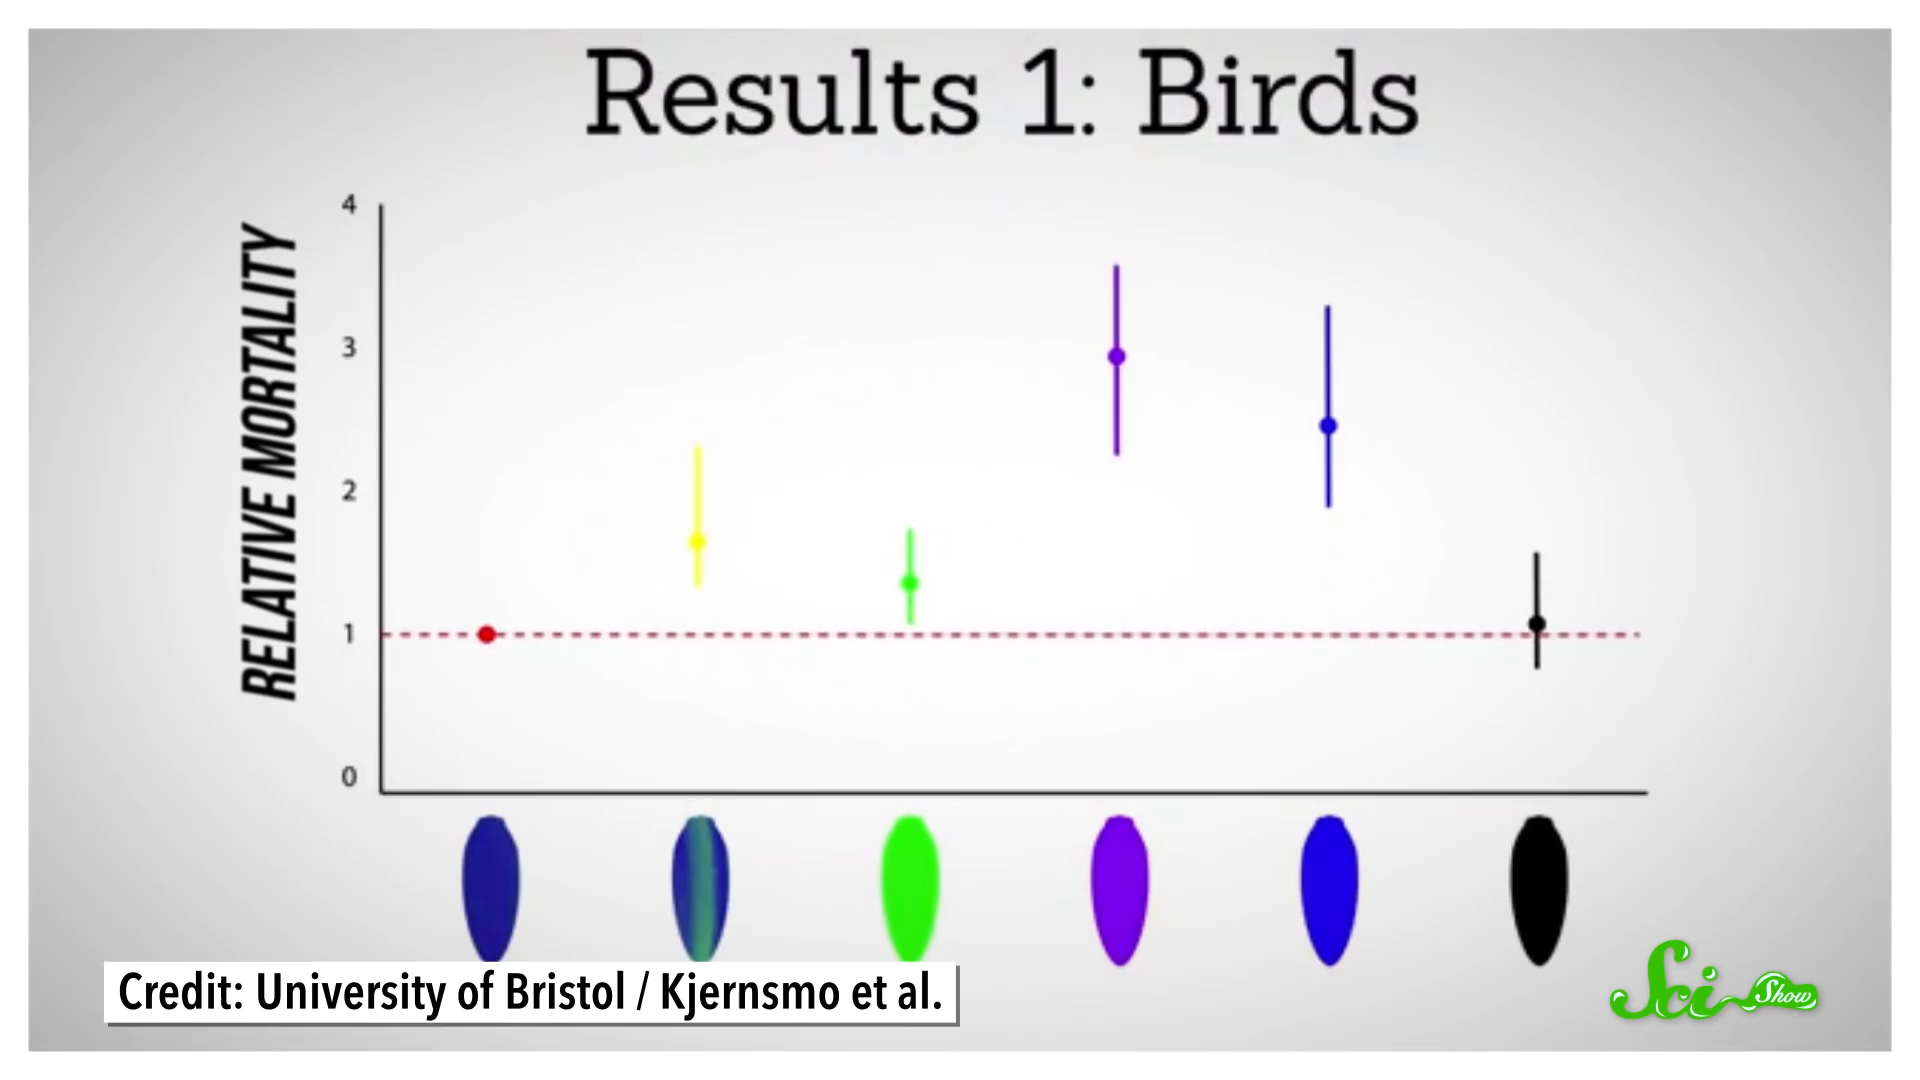 Results 1: Birds
RELATIVE MORTALITY
4
3
2
1
0
Credit: University of Bristol / Kjernsmo et al.
Sci Show